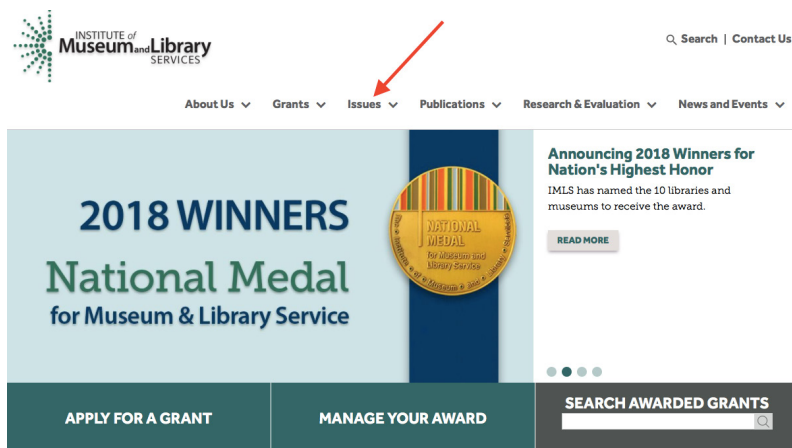 INSTITUTE of
Museum and Library
SERVICES
Search | Contact Us
About Us Grants Issues Publications Research & Evaluation News and Events
2018 WINNERS
National Medal
for Museum & Library Service
NATIONAL
MEDAL
for Museum and
Library Service
Announcing 2018 Winners for
Nation's Highest Honor
IMLS has named the 10 libraries and
museums to receive the award.
READ MORE
APPLY FOR A GRANT
MANAGE YOUR AWARD
SEARCH AWARDED GRANTS